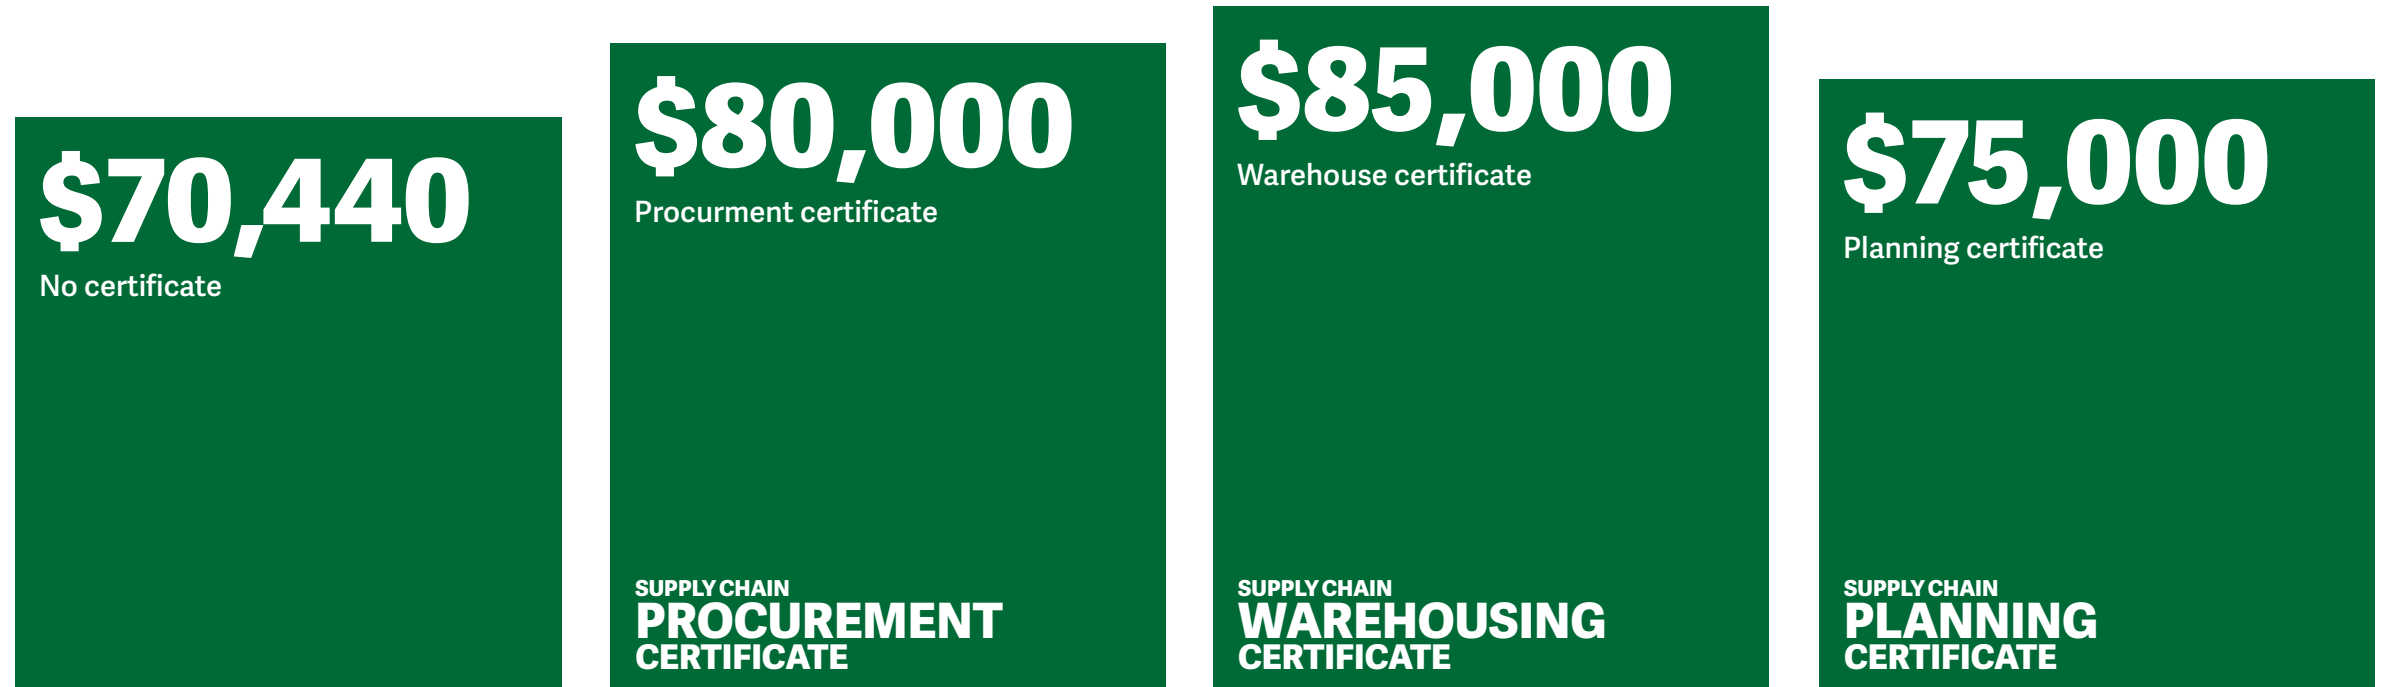 $70,440
No certificate
$80,000
Procurment certificate
SUPPLY CHAIN
PROCUREMENT
CERTIFICATE
$85,000
Warehouse certificate
SUPPLY CHAIN
WAREHOUSING
CERTIFICATE
$75,000
Planning certificate
SUPPLY CHAIN
PLANNING
CERTIFICATE